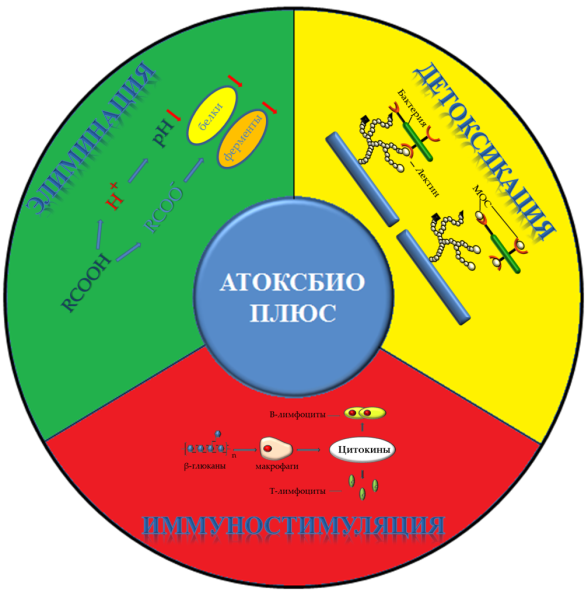 ЭЛИМИНАЦИЯ
RCOOH
H+
RCOO-
pH
белки
ферменты
ДЕТОКСИКАЦИЯ
Бактерия
Лектин
МОС
АТОКСБИО
ПЛЮС
В-лимфоциты
β-глюканы
n
макрофаги
Цитокины
Т-лимфоциты
ИММУНОСТИМУЛЯЦИЯ